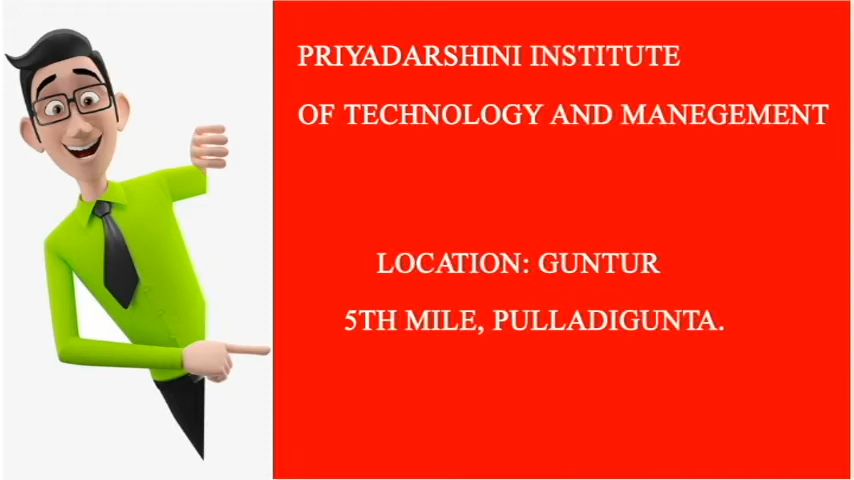 PRIYADARSHINI INSTITUTE
OF TECHNOLOGY AND MANEGEMENT
LOCATION: GUNTUR
5TH MILE, PULLADIGUNTA.